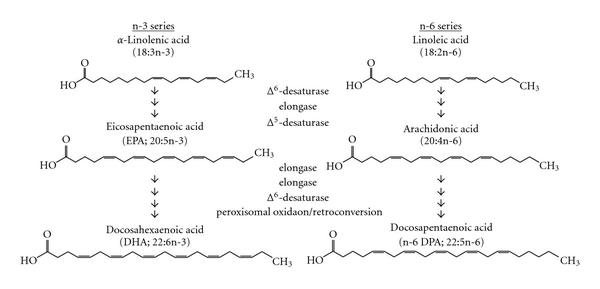 n-3 series
α-Linolenic acid
(18:3n-3)
O
HO
CH3
n-6 series
Linoleic acid
(18:2n-6)
O
HO
CH3
Δ6-desaturase
elongase
Δ5-desaturase
Eicosapentaenoic acid
(EPA; 20:5n-3)
O
HO
CH3
Arachidonic acid
(20:4n-6)
O
HO
CH3
elongase
elongase
Δ6-desaturase
peroxisomal oxidaon/retroconversion
Docosahexaenoic acid
(DHA; 22:6n-3)
O
HO
CH3
Docosapentaenoic acid
(n-6 DPA; 22:5n-6)
O
HO
CH3